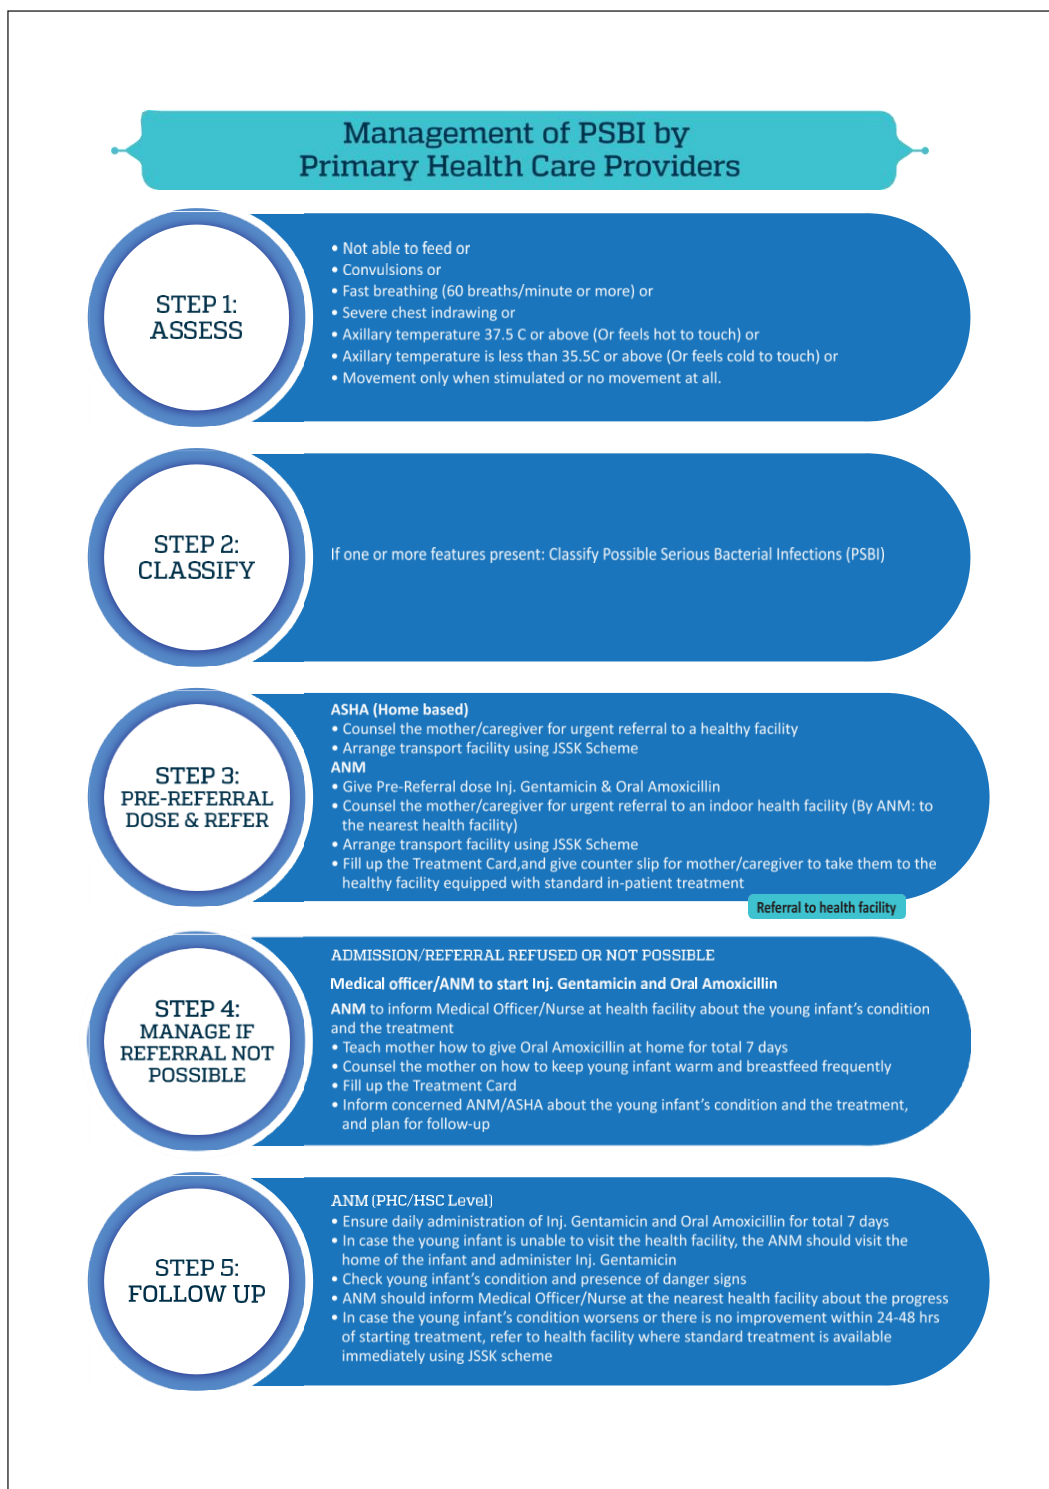 Management of PSBI by
Primary Health Care Providers
STEP 1:
ASSESS
• Not able to feed or
• Convulsions or
• Fast breathing (60 breaths/minute or more) or
• Severe chest indrawing or
• Axillary temperature 37.5 C or above (Or feels hot to touch) or
• Axillary temperature is less than 35.5C or above (Or feels cold to touch) or
• Movement only when stimulated or no movement at all.
STEP 2:
CLASSIFY
If one or more features present: Classify Possible Serious Bacterial Infections (PSBI)
STEP 3:
PRE-REFERRAL
DOSE & REFER
ASHA (Home based)
• Counsel the mother/caregiver for urgent referral to a healthy facility
• Arrange transport facility using JSSK Scheme
ANM
• Give Pre-Referral dose Inj. Gentamicin & Oral Amoxicillin
• Counsel the mother/caregiver for urgent referral to an indoor health facility (By ANM: to
the nearest health facility)
• Arrange transport facility using JSSK Scheme
• Fill up the Treatment Card,and give counter slip for mother/caregiver to take them to the
healthy facility equipped with standard in-patient treatment
Referral to health facility
STEP 4:
MANAGE IF
REFERRAL NOT
POSSIBLE
ADMISSION/REFERRAL REFUSED OR NOT POSSIBLE
Medical officer/ANM to start Inj. Gentamicin and Oral Amoxicillin
ANM to inform Medical Officer/Nurse at health facility about the young infant's condition
and the treatment
• Teach mother how to give Oral Amoxicillin at home for total 7 days
• Counsel the mother on how to keep young infant warm and breastfeed frequently
• Fill up the Treatment Card
• Inform concerned ANM/ASHA about the young infant's condition and the treatment,
and plan for follow-up
STEP 5:
FOLLOW UP
ANM (PHC/HSC Level)
• Ensure daily administration of Inj. Gentamicin and Oral Amoxicillin for total 7 days
• In case the young infant is unable to visit the health facility, the ANM should visit the
home of the infant and administer Inj. Gentamicin
• Check young infant's condition and presence of danger signs
• ANM should inform Medical Officer/Nurse at the nearest health facility about the progress
• In case the young infant's condition worsens or there is no improvement within 24-48 hrs
of starting treatment, refer to health facility where standard treatment is available
immediately using JSSK scheme